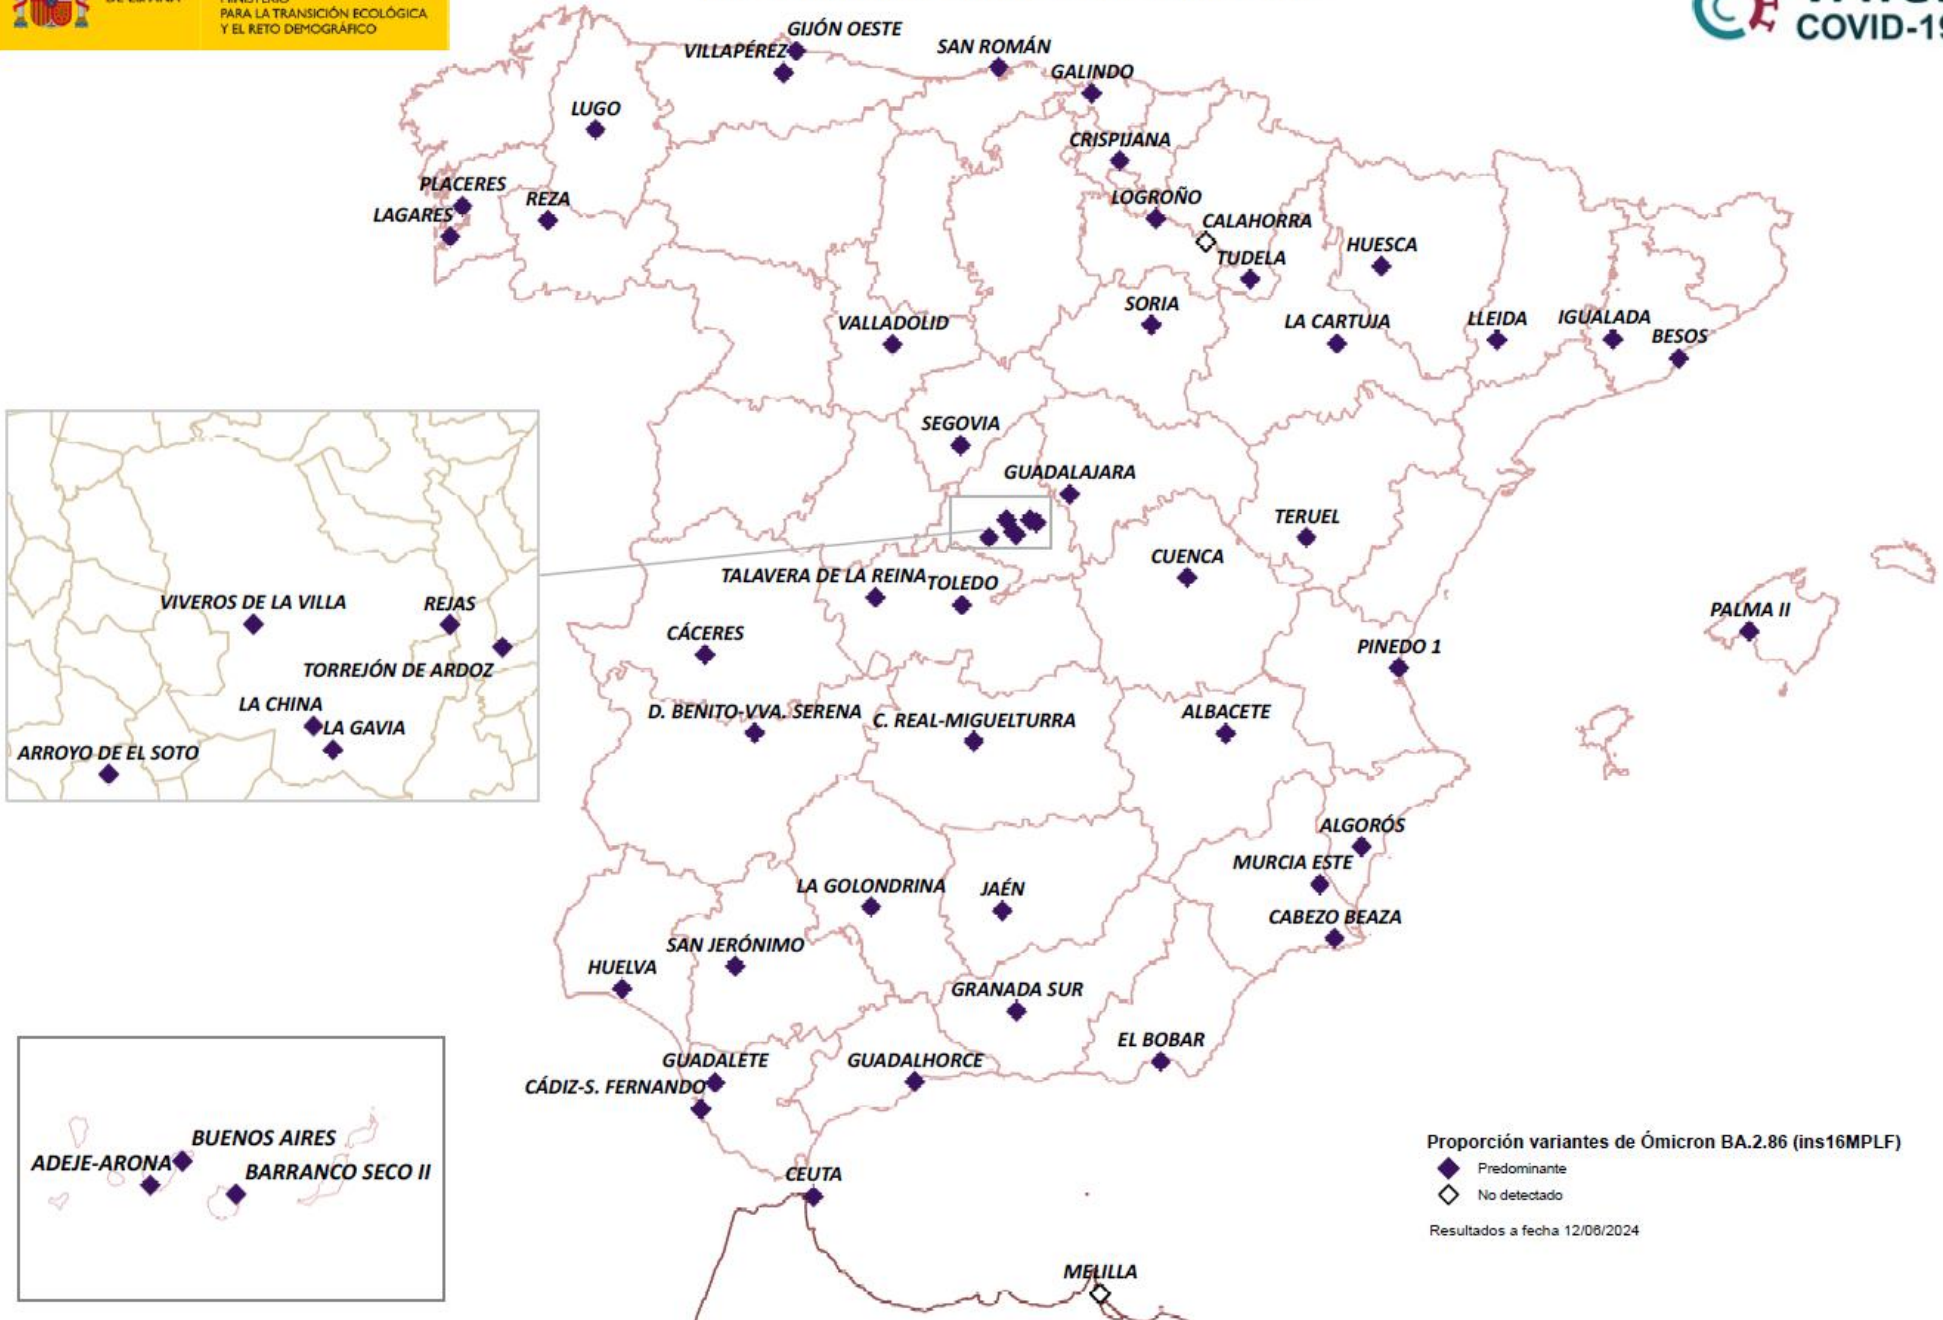 PARA LA TRANSICIÓN ECOLÓGICA
Y EL RETO DEMOGRÁFICO
COVID-19
GIJÓN OESTE
VILLAPÉREZ
SAN ROMÁN
GALINDO
LUGO
CRISPIJANA
PLACERES
REZA
LOGROÑO
LAGARES
CALAHORRA
HUESCA
TUDELA
SORIA
VALLADOLID
LA CARTUJA
LLEIDA
IGUALADA
BESOS
SEGOVIA
GUADALAJARA
TERUEL
CUENCA
TALAVERA DE LA REINA
TOLEDO
VIVEROS DE LA VILLA
REJAS
PALMA II
CÁCERES
PINEDO 1
TORREJÓN DE ARDOZ
LA CHINA
D. BENITO-VVA. SERENA
C. REAL-MIGUELTURRA
ALBACETE
LA GAVIA
ARROYO DE EL SOTO
ALGORÓS
MURCIA ESTE
LA GOLONDRINA
JAÉN
CABEZO BEAZA
SAN JERÓNIMO
HUELVA
GRANADA SUR
EL BOBAR
GUADALETE
GUADALHORCE
CÁDIZ-S. FERNANDO
BUENOS AIRES
ADEJE-ARONA
BARRANCO SECO II
CEUTA
MELILLA
Proporción variantes de Ómicron BA.2.86 (ins16MPLF)
Predominante
No detectado
Resultados a fecha 12/06/2024